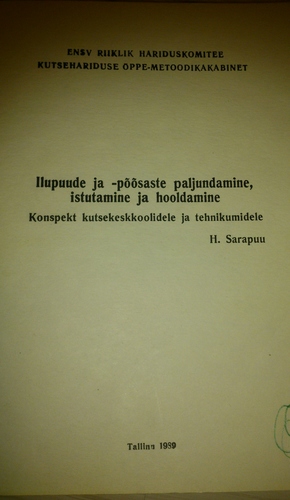 ENSV RIIKLIK HARIDUSKOMITEE
KUTSEHARIDUSE ÕPPE-METOODIKAKABINET
Ilupuude ja -põõsaste paljundamine,
istutamine ja hooldamine
Konspekt kutsekeskkoolidele ja tehnikumidele
H. Sarapuu
Tallinn 1989